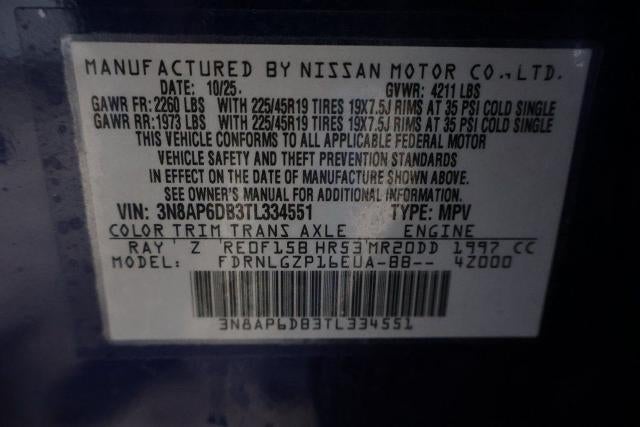 MANUFACTURED BY NISSAN MOTOR CO., LTD.
DATE: 10/25. GVWR: 4211 LBS
GAWR FR: 2260 LBS WITH 225/45R19 TIRES 19X7.5J RIMS AT 35 PSI COLD SINGLE
GAWR RR: 1973 LBS WITH 225/45R19 TIRES 19X7.5J RIMS AT 35 PSI COLD SINGLE
THIS VEHICLE CONFORMS TO ALL APPLICABLE FEDERAL MOTOR
VEHICLE SAFETY AND THEFT PREVENTION STANDARDS
IN EFFECT ON THE DATE OF MANUFACTURE SHOWN ABOVE.
SEE OWNER'S MANUAL FOR ADDITIONAL INFORMATION.
VIN: 3N8AP6DB3TL334551 TYPE: MPV
COLOR TRIM TRANS AXLE ENGINE
RAY ' Z 'RE0F15B HR53'MR20DD 1997 CC
MODEL: FDRNLGZP16EUA-BB-- 4Z000
3N8AP6DB3TL334551